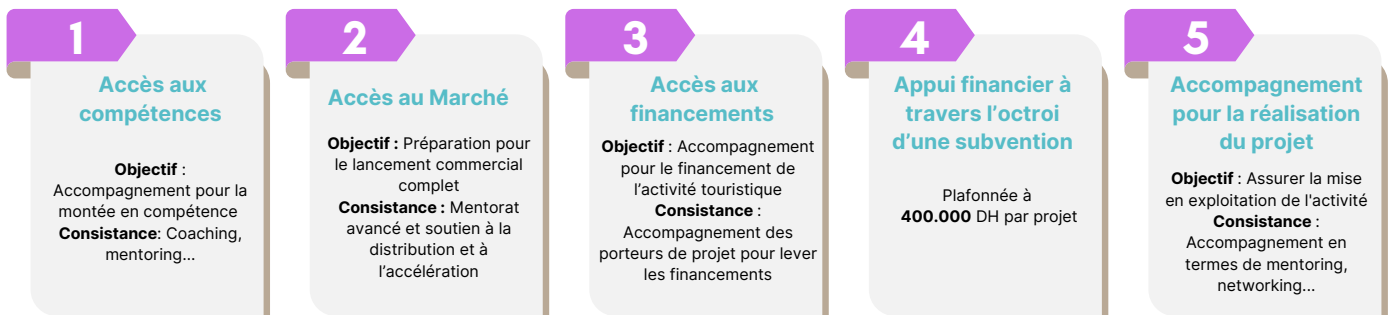 1
Accès aux
compétences
Objectif :
Accompagnement pour la
montée en compétence
Consistance: Coaching,
mentoring...
2
Accès au Marché
Objectif : Préparation pour
le lancement commercial
complet
Consistance : Mentorat
avancé et soutien à la
distribution et à
l’accélération
3
Accès aux
financements
Objectif : Accompagnement
pour le financement de
l’activité touristique
Consistance :
Accompagnement des
porteurs de projet pour lever
les financements
4
Appui financier à
travers l’octroi
d’une subvention
Plafonnée à
400.000 DH par projet
5
Accompagnement
pour la réalisation
du projet
Objectif : Assurer la mise
en exploitation de l'activité
Consistance :
Accompagnement en
termes de mentoring,
networking...